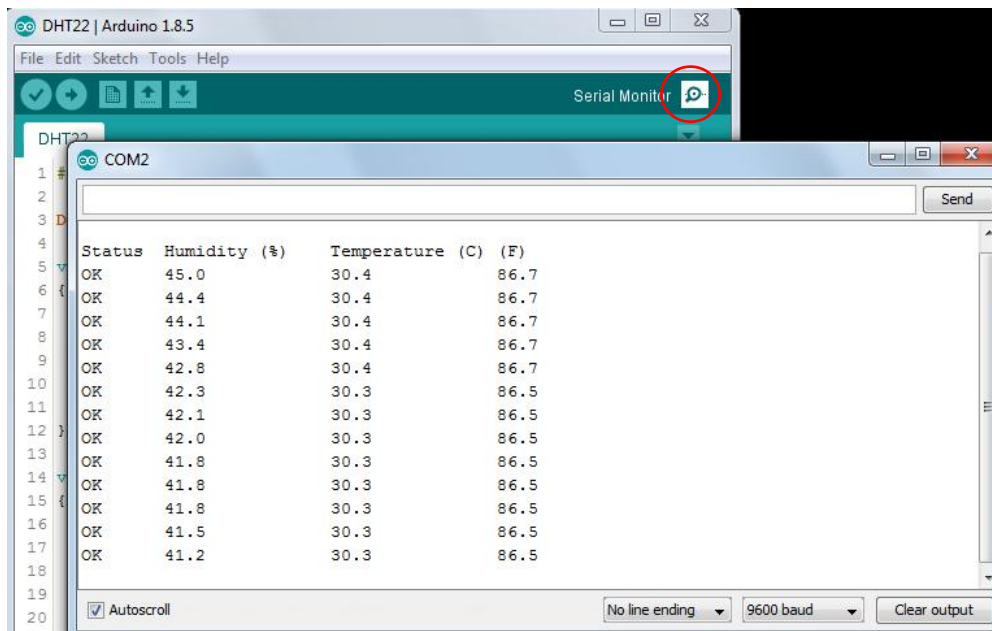 DHT22 | Arduino 1.8.5
File Edit Sketch Tools Help
Serial Monitor
DHT22
COM2
Send
1 #
2
3 D
4
5 v
6 {
7
8
9
10
11
12 }
13
14 v
15 {
16
17
18
19
20
Status Humidity (%) Temperature (C) (F)
OK 45.0 30.4 86.7
OK 44.4 30.4 86.7
OK 44.1 30.4 86.7
OK 43.4 30.4 86.7
OK 42.8 30.4 86.7
OK 42.3 30.3 86.5
OK 42.1 30.3 86.5
OK 42.0 30.3 86.5
OK 41.8 30.3 86.5
OK 41.8 30.3 86.5
OK 41.8 30.3 86.5
OK 41.5 30.3 86.5
OK 41.2 30.3 86.5
Autoscroll No line ending 9600 baud Clear output